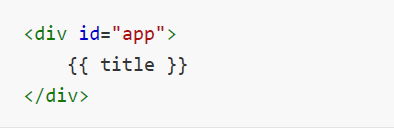 <div id="app">
    {{ title }}
</div>